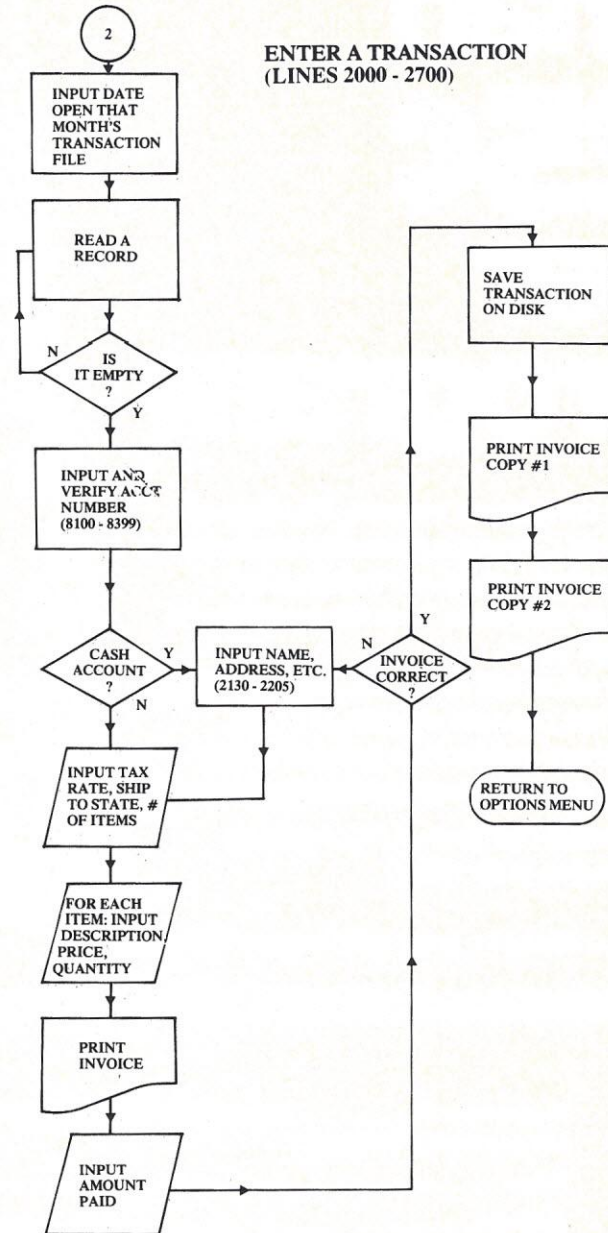 2
ENTER A TRANSACTION
(LINES 2000 - 2700)
INPUT DATE
OPEN THAT
MONTH'S
TRANSACTION
FILE
READ A
RECORD
N
IS
IT EMPTY
?
Y
INPUT AND
VERIFY ACCT
NUMBER
(8100 - 8399)
CASH
ACCOUNT
?
Y
N
INPUT NAME,
ADDRESS, ETC.
(2130 - 2205)
INPUT TAX
RATE, SHIP
TO STATE, #
OF ITEMS
FOR EACH
ITEM: INPUT
DESCRIPTION,
PRICE,
QUANTITY
PRINT
INVOICE
INPUT
AMOUNT
PAID
N
Y
INVOICE
CORRECT
?
SAVE
TRANSACTION
ON DISK
PRINT INVOICE
COPY #1
PRINT INVOICE
COPY #2
RETURN TO
OPTIONS MENU